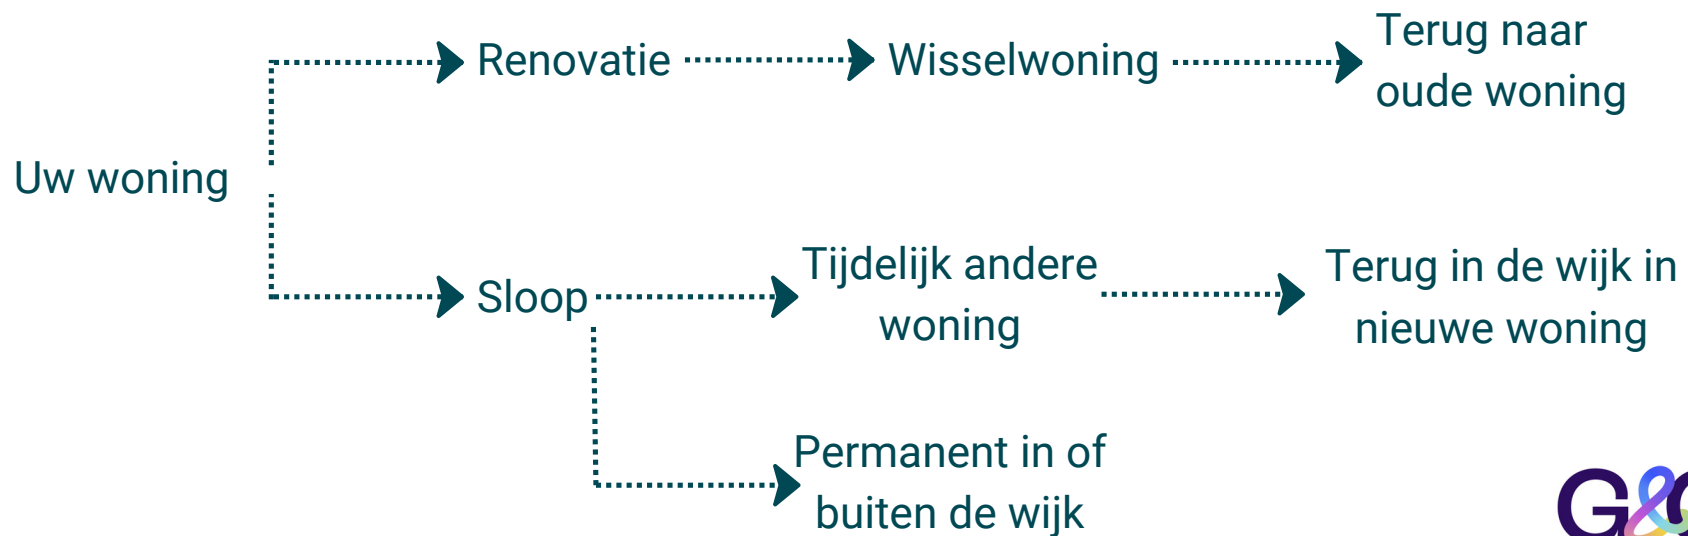 Renovatie
Wisselwoning
Terug naar
oude woning
Uw woning
Sloop
Tijdelijk andere
woning
Terug in de wijk in
nieuwe woning
Permanent in of
buiten de wijk
G&